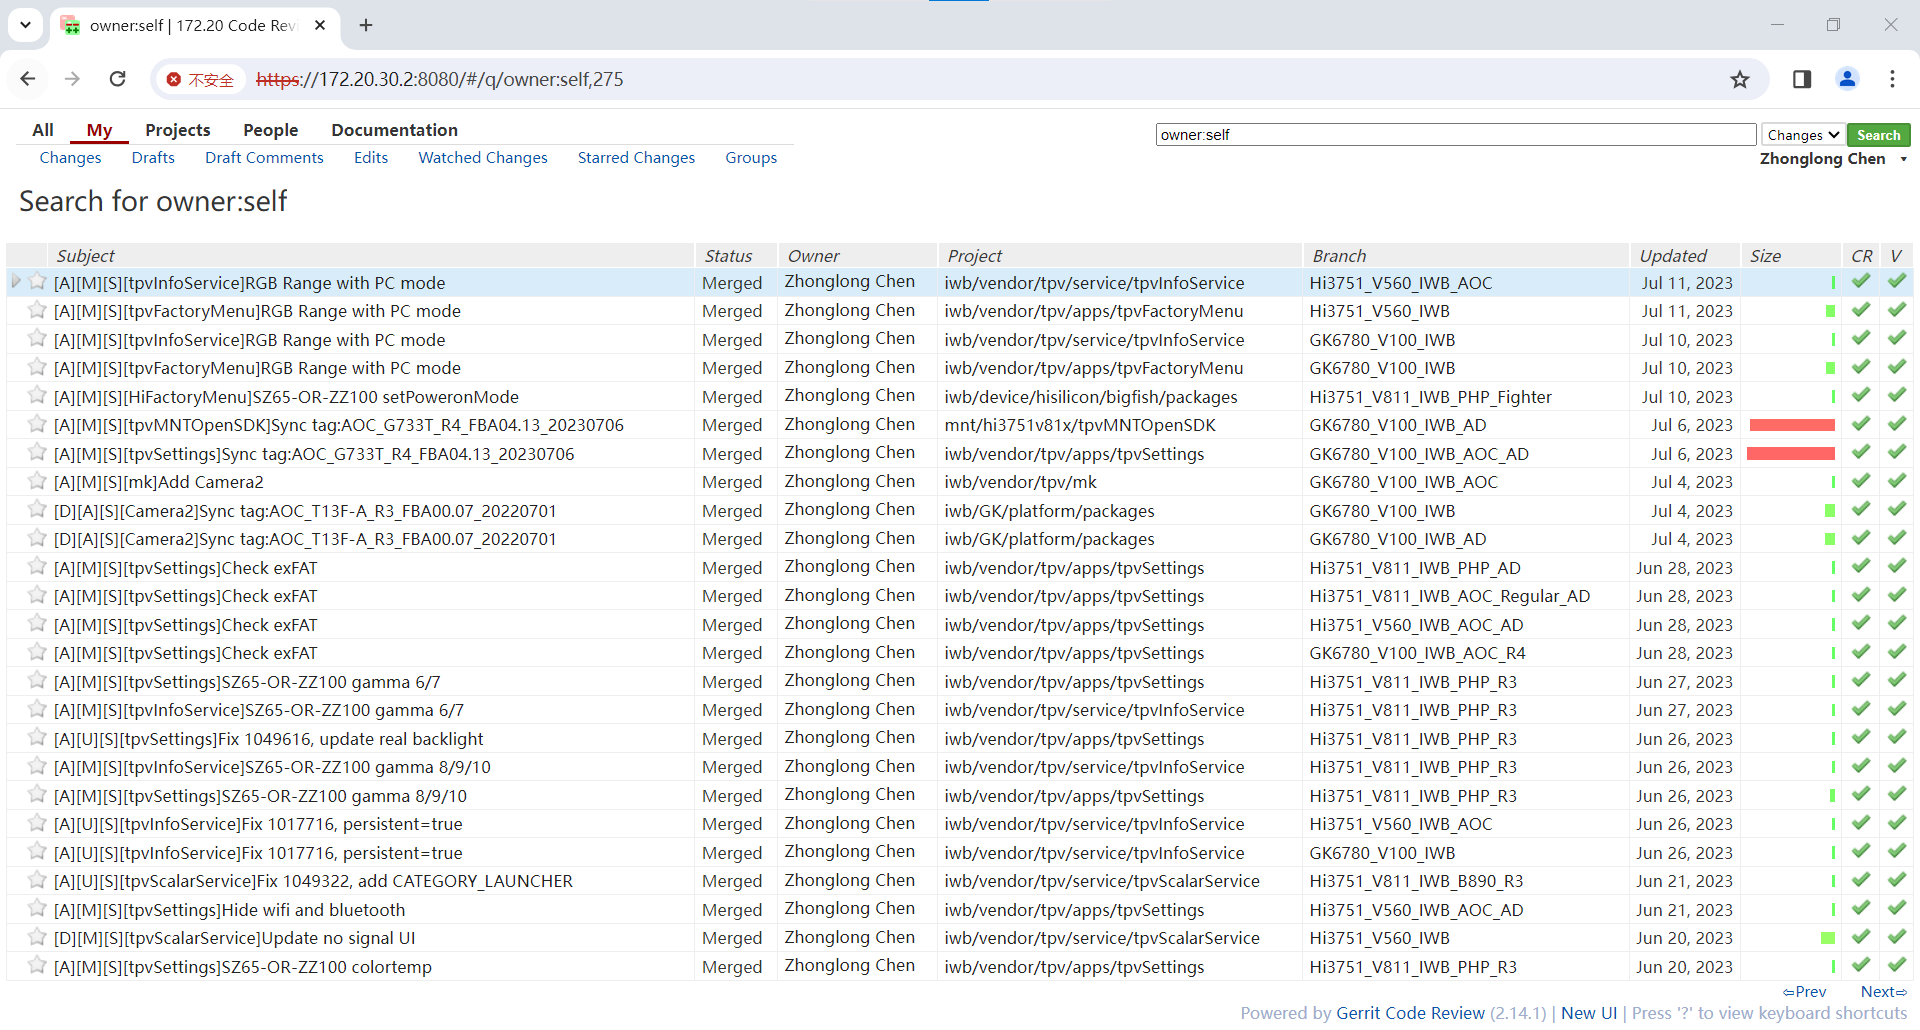 owner:self | 172.20 Code Rev
不安全 https://172.20.30.2:8080/#/q/owner:self,275
All My Projects People Documentation
owner:self Changes Search
Changes Drafts Draft Comments Edits Watched Changes Starred Changes Groups
Zhonglong Chen
Search for owner:self
Subject Status Owner Project Branch Updated Size CR V
[A][M][S][tpvInfoService]RGB Range with PC mode Merged Zhonglong Chen iwb/vendor/tpv/service/tpvInfoService Hi3751_V560_IWB_AOC Jul 11, 2023
[A][M][S][tpvFactoryMenu]RGB Range with PC mode Merged Zhonglong Chen iwb/vendor/tpv/apps/tpvFactoryMenu Hi3751_V560_IWB Jul 11, 2023
[A][M][S][tpvInfoService]RGB Range with PC mode Merged Zhonglong Chen iwb/vendor/tpv/service/tpvInfoService GK6780_V100_IWB Jul 10, 2023
[A][M][S][tpvFactoryMenu]RGB Range with PC mode Merged Zhonglong Chen iwb/vendor/tpv/apps/tpvFactoryMenu GK6780_V100_IWB Jul 10, 2023
[A][M][S][HiFactoryMenu]SZ65-OR-ZZ100 setPoweronMode Merged Zhonglong Chen iwb/device/hisilicon/bigfish/packages Hi3751_V811_IWB_PHP_Fighter Jul 10, 2023
[A][M][S][tpvMNTOpenSDK]Sync tag:AOC_G733T_R4_FBA04.13_20230706 Merged Zhonglong Chen mnt/hi3751v81x/tpvMNTOpenSDK GK6780_V100_IWB_AD Jul 6, 2023
[A][M][S][tpvSettings]Sync tag:AOC_G733T_R4_FBA04.13_20230706 Merged Zhonglong Chen iwb/vendor/tpv/apps/tpvSettings GK6780_V100_IWB_AOC_AD Jul 6, 2023
[A][M][S][mk]Add Camera2 Merged Zhonglong Chen iwb/vendor/tpv/mk GK6780_V100_IWB_AOC Jul 4, 2023
[D][A][S][Camera2]Sync tag:AOC_T13F-A_R3_FBA00.07_20220701 Merged Zhonglong Chen iwb/GK/platform/packages GK6780_V100_IWB Jul 4, 2023
[D][A][S][Camera2]Sync tag:AOC_T13F-A_R3_FBA00.07_20220701 Merged Zhonglong Chen iwb/GK/platform/packages GK6780_V100_IWB_AD Jul 4, 2023
[A][M][S][tpvSettings]Check exFAT Merged Zhonglong Chen iwb/vendor/tpv/apps/tpvSettings Hi3751_V811_IWB_PHP_AD Jun 28, 2023
[A][M][S][tpvSettings]Check exFAT Merged Zhonglong Chen iwb/vendor/tpv/apps/tpvSettings Hi3751_V811_IWB_AOC_Regular_AD Jun 28, 2023
[A][M][S][tpvSettings]Check exFAT Merged Zhonglong Chen iwb/vendor/tpv/apps/tpvSettings Hi3751_V560_IWB_AOC_AD Jun 28, 2023
[A][M][S][tpvSettings]Check exFAT Merged Zhonglong Chen iwb/vendor/tpv/apps/tpvSettings GK6780_V100_IWB_AOC_R4 Jun 28, 2023
[A][M][S][tpvSettings]SZ65-OR-ZZ100 gamma 6/7 Merged Zhonglong Chen iwb/vendor/tpv/apps/tpvSettings Hi3751_V811_IWB_PHP_R3 Jun 27, 2023
[A][M][S][tpvInfoService]SZ65-OR-ZZ100 gamma 6/7 Merged Zhonglong Chen iwb/vendor/tpv/service/tpvInfoService Hi3751_V811_IWB_PHP_R3 Jun 27, 2023
[A][U][S][tpvSettings]Fix 1049616, update real backlight Merged Zhonglong Chen iwb/vendor/tpv/apps/tpvSettings Hi3751_V811_IWB_PHP_R3 Jun 26, 2023
[A][M][S][tpvInfoService]SZ65-OR-ZZ100 gamma 8/9/10 Merged Zhonglong Chen iwb/vendor/tpv/service/tpvInfoService Hi3751_V811_IWB_PHP_R3 Jun 26, 2023
[A][M][S][tpvSettings]SZ65-OR-ZZ100 gamma 8/9/10 Merged Zhonglong Chen iwb/vendor/tpv/apps/tpvSettings Hi3751_V811_IWB_PHP_R3 Jun 26, 2023
[A][U][S][tpvInfoService]Fix 1017716, persistent=true Merged Zhonglong Chen iwb/vendor/tpv/service/tpvInfoService Hi3751_V560_IWB_AOC Jun 26, 2023
[A][U][S][tpvInfoService]Fix 1017716, persistent=true Merged Zhonglong Chen iwb/vendor/tpv/service/tpvInfoService GK6780_V100_IWB Jun 26, 2023
[A][U][S][tpvScalarService]Fix 1049322, add CATEGORY_LAUNCHER Merged Zhonglong Chen iwb/vendor/tpv/service/tpvScalarService Hi3751_V811_IWB_B890_R3 Jun 21, 2023
[A][M][S][tpvSettings]Hide wifi and bluetooth Merged Zhonglong Chen iwb/vendor/tpv/apps/tpvSettings Hi3751_V560_IWB_AOC_AD Jun 21, 2023
[D][M][S][tpvScalarService]Update no signal UI Merged Zhonglong Chen iwb/vendor/tpv/service/tpvScalarService Hi3751_V560_IWB Jun 20, 2023
[A][M][S][tpvSettings]SZ65-OR-ZZ100 colortemp Merged Zhonglong Chen iwb/vendor/tpv/apps/tpvSettings Hi3751_V811_IWB_PHP_R3 Jun 20, 2023
⇦Prev Next⇨
Powered by Gerrit Code Review (2.14.1) | New UI | Press '?' to view keyboard shortcuts